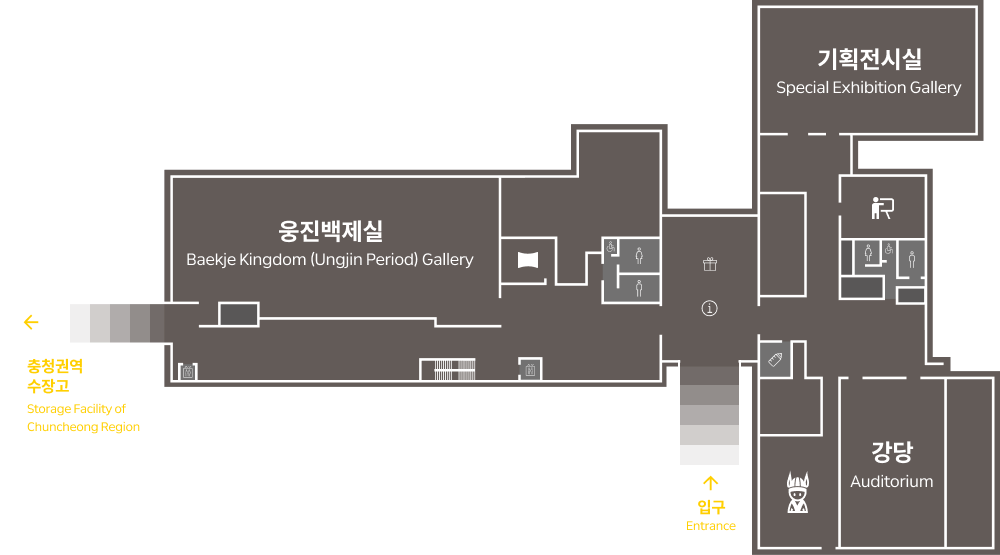 기획전시실
Special Exhibition Gallery
웅진백제실
Baekje Kingdom (Ungjin Period) Gallery
충청권역
수장고
Storage Facility of
Chuncheong Region
강당
Auditorium
입구
Entrance